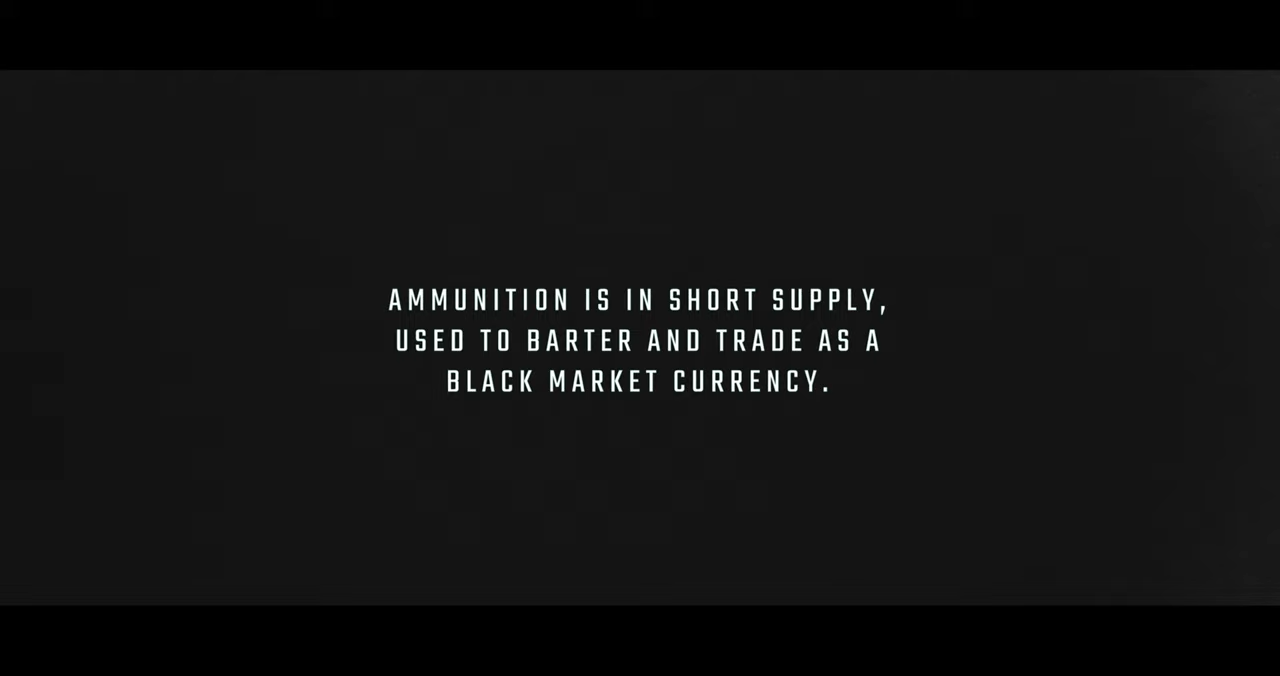 AMMUNITION IS IN SHORT SUPPLY,
USED TO BARTER AND TRADE AS A
BLACK MARKET CURRENCY.